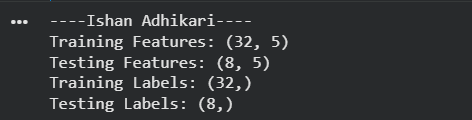 ----Ishan Adhikari----
Training Features: (32, 5)
Testing Features: (8, 5)
Training Labels: (32,)
Testing Labels: (8,)